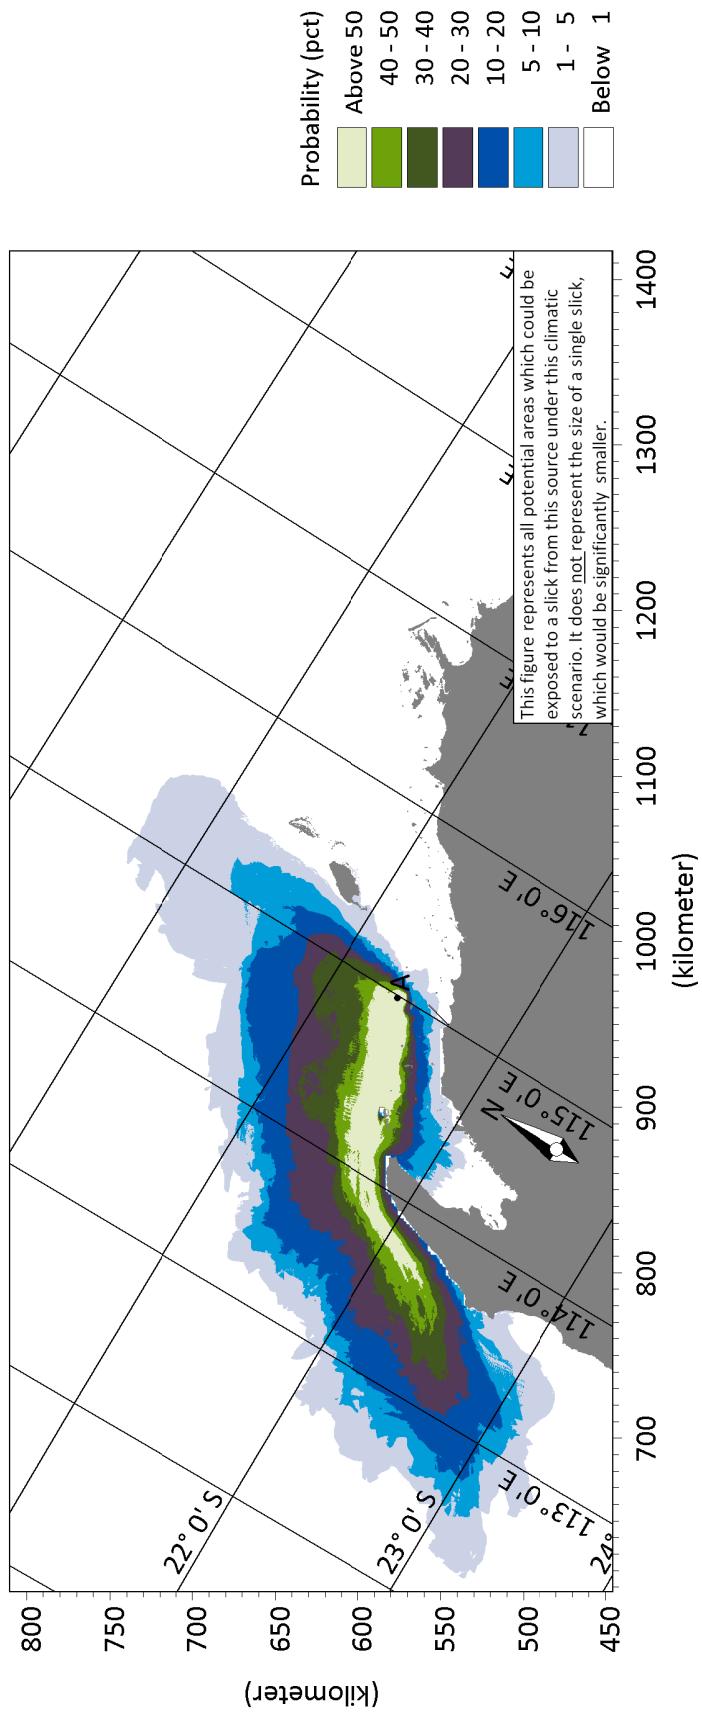 Probability (pct)
Above 50
40 - 50
30 - 40
20 - 30
10 - 20
5 - 10
1 - 5
Below 1
800
700
650
600
550
500
450
(kilometer)
700
800
900
1000
1100
1200
1300
1400
(kilometer)
22° 0' S
23° 0' S
24°
113° 0' E
114° 0' E
115° 0' E
116° 0' E
11
E
E
E
N
A
This figure represents all potential areas which could be
exposed to a slick from this source under this climatic
scenario. It does not represent the size of a single slick,
which would be significantly smaller.